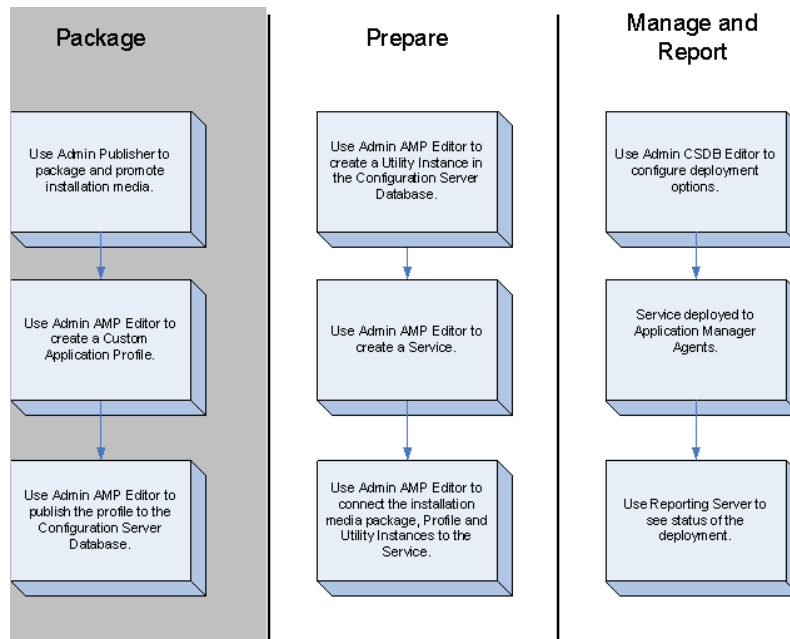 Package
Use Admin Publisher to
package and promote
installation media.
Use Admin AMP Editor to
create a Custom
Application Profile.
Use Admin AMP Editor to
publish the profile to the
Configuration Server
Database.
Prepare
Use Admin AMP Editor to
create a Utility Instance in
the Configuration Server
Database.
Use Admin AMP Editor to
create a Service.
Use Admin AMP Editor to
connect the installation
media package, Profile and
Utility Instances to the
Service.
Manage and
Report
Use Admin CSDB Editor to
configure deployment
options.
Service deployed to
Application Manager
Agents.
Use Reporting Server to
see status of the
deployment.